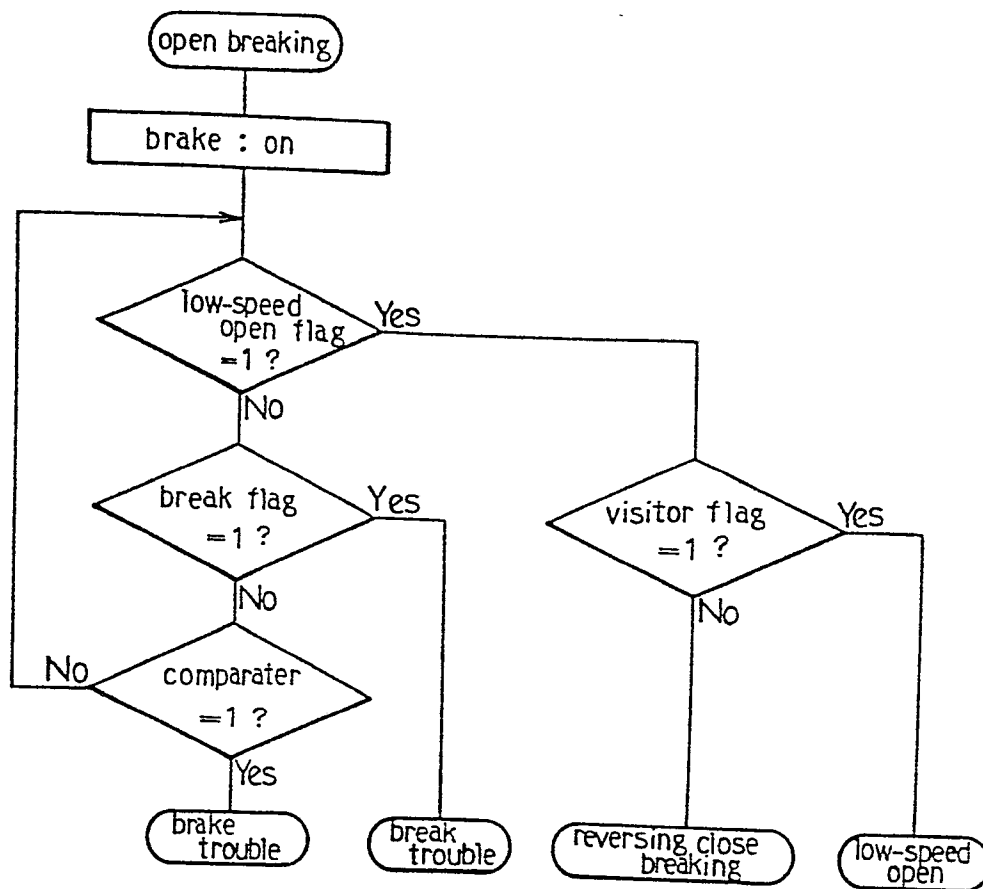 open breaking
brake : on
low-speed
open flag
=1 ?
Yes
No
break flag
=1 ?
Yes
No
visitor flag
=1 ?
Yes
No
comparater
=1 ?
No
Yes
brake
trouble
break
trouble
reversing close
breaking
low-speed
open